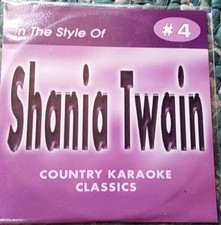 In The Style Of
#4
Shania Twain
COUNTRY KARAOKE
CLASSICS